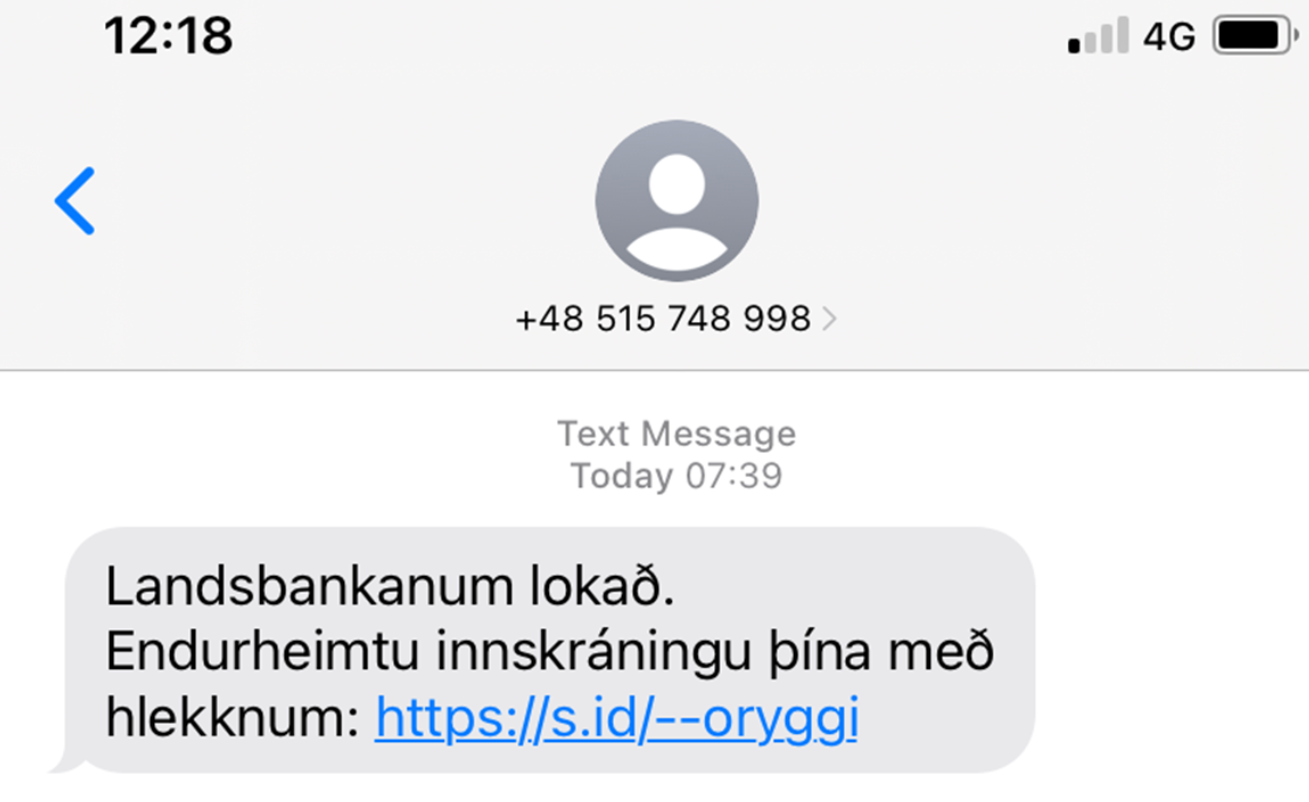 12:18 4G
+48 515 748 998
Text Message
Today 07:39
Landsbankanum lokað.
Endurheimtu innskráningu þína með
hlekknum: https://s.id/--oryggi